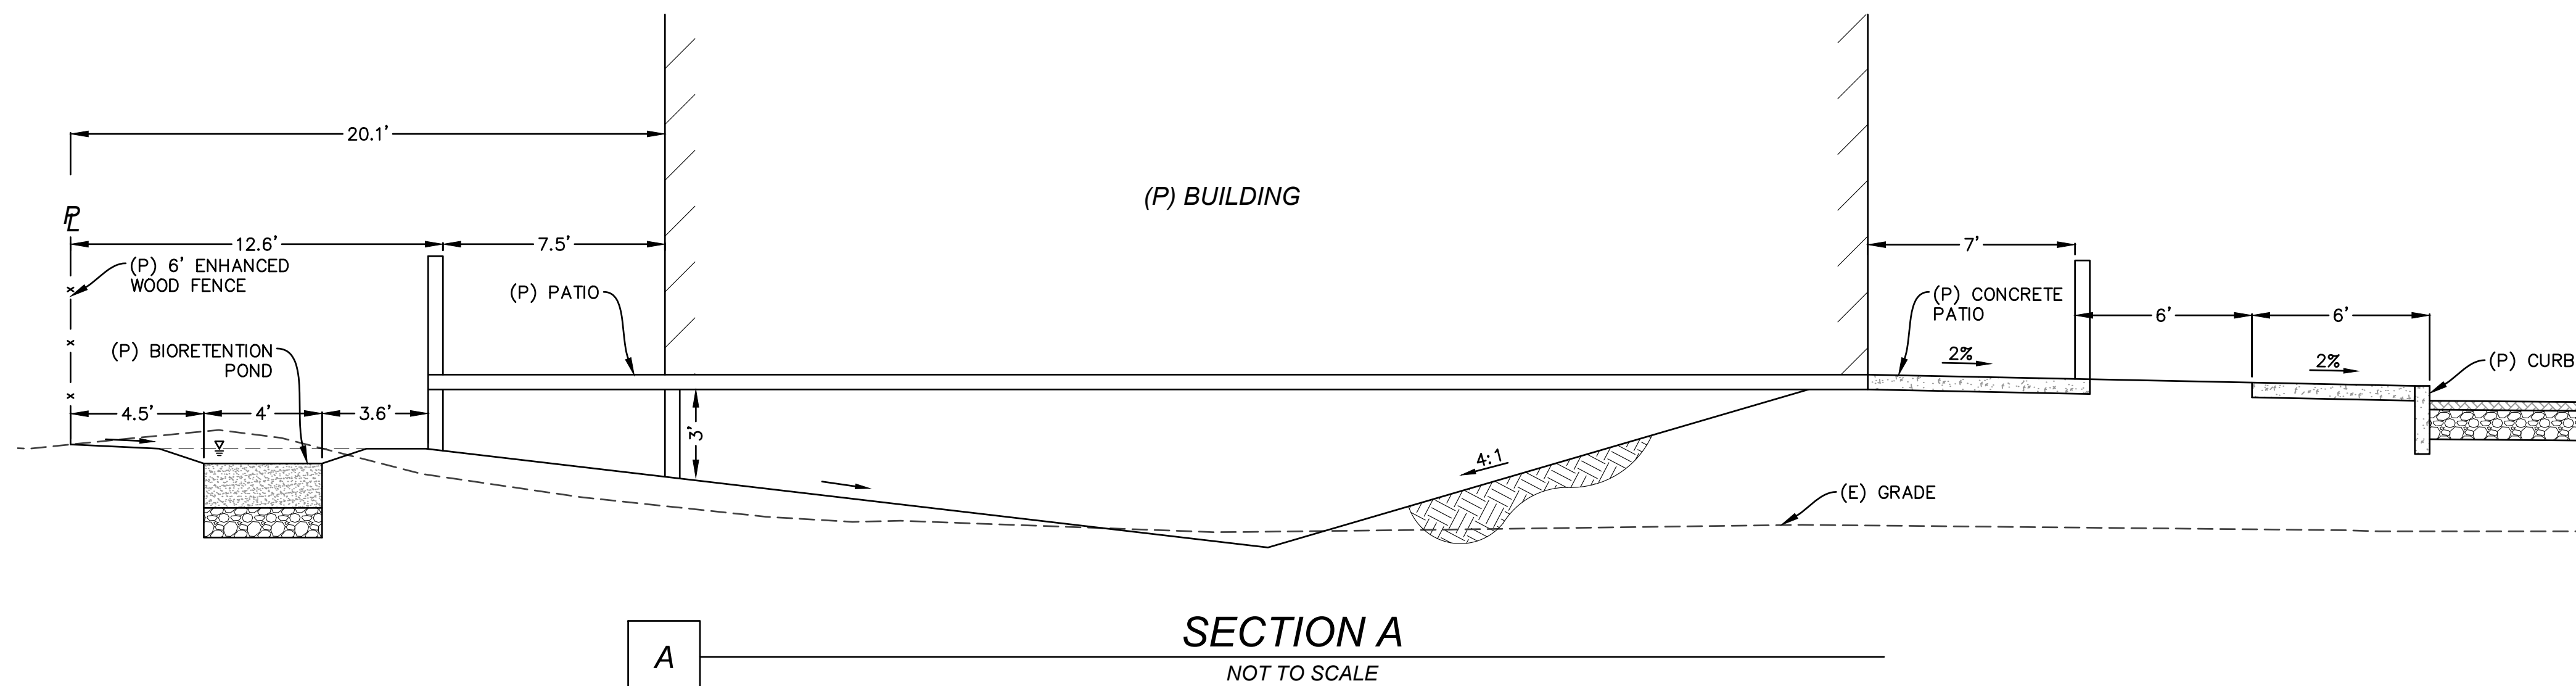 20.1'
(P) BUILDING
PL
12.6'
7.5'
7'
(P) 6' ENHANCED
WOOD FENCE
(P) PATIO
(P) CONCRETE
PATIO
6'
6'
(P) BIORETENTION
POND
2%
2%
(P) CURB
4.5'
4'
3.6'
3'
4:1
(E) GRADE
SECTION A
A
NOT TO SCALE